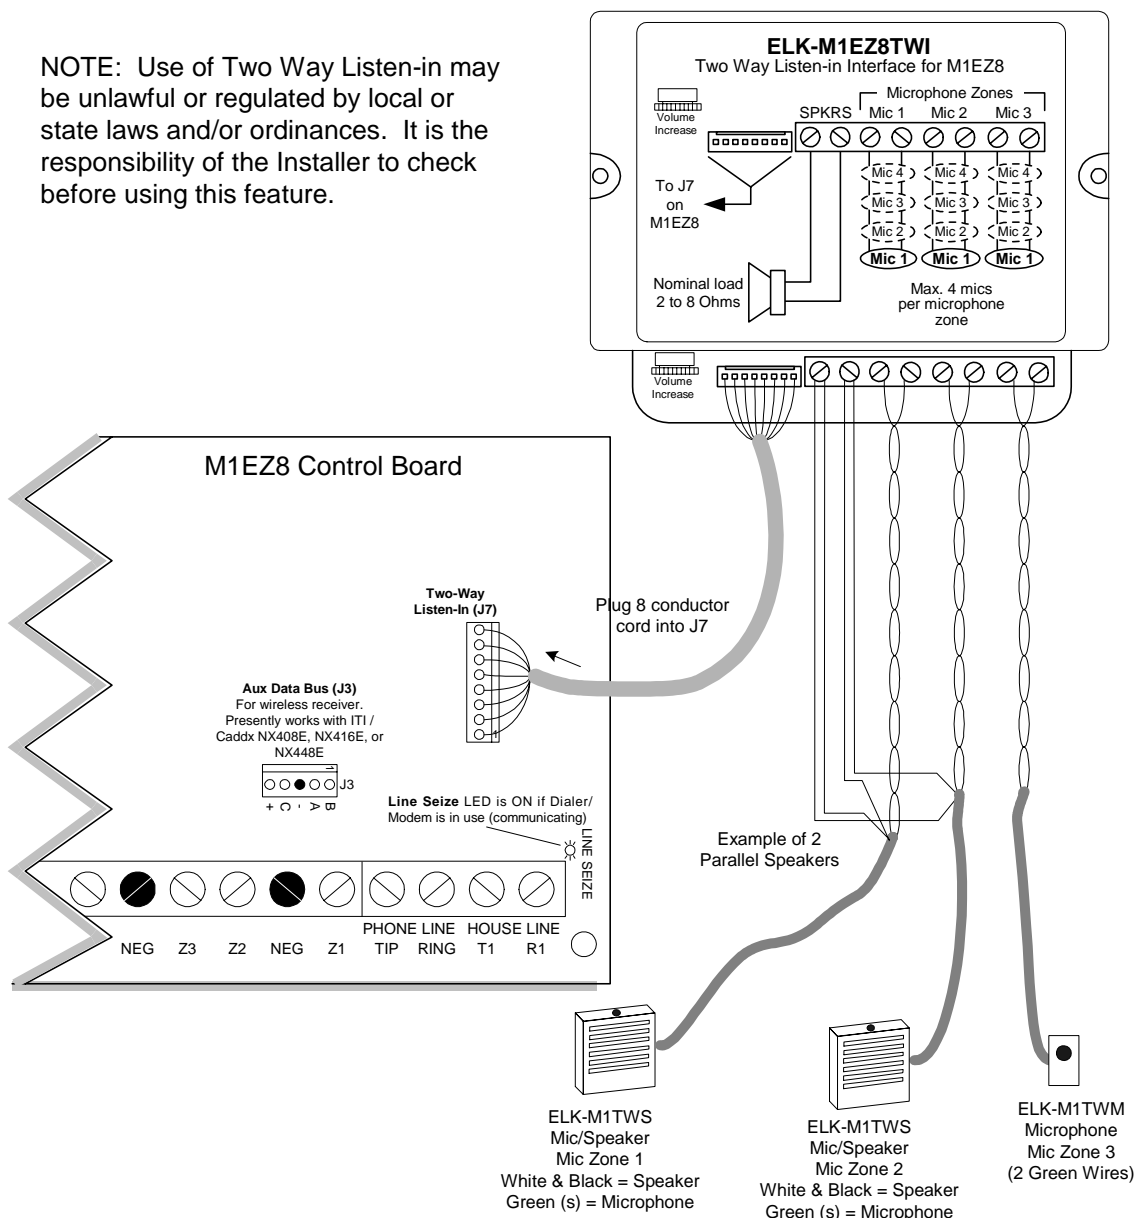 NOTE: Use of Two Way Listen-in may
be unlawful or regulated by local or
state laws and/or ordinances. It is the
responsibility of the Installer to check
before using this feature.
ELK-M1EZ8TWI
Two Way Listen-in Interface for M1EZ8
Microphone Zones
Volume
Increase
SPKRS Mic 1 Mic 2 Mic 3
To J7
on
M1EZ8
Mic 4 Mic 4 Mic 4
Mic 3 Mic 3 Mic 3
Mic 2 Mic 2 Mic 2
Mic 1 Mic 1 Mic 1
Nominal load
2 to 8 Ohms
Max. 4 mics
per microphone
zone
Volume
Increase
M1EZ8 Control Board
Two-Way
Listen-In (J7)
1
Plug 8 conductor
cord into J7
Aux Data Bus (J3)
For wireless receiver.
Presently works with ITI /
Caddx NX408E, NX416E, or
NX448E
1
J3
+ C - A B
Line Seize LED is ON if Dialer/
Modem is in use (communicating)
LINE SEIZE
Example of 2
Parallel Speakers
PHONE LINE HOUSE LINE
NEG Z3 Z2 NEG Z1 TIP RING T1 R1
ELK-M1TWS
Mic/Speaker
Mic Zone 1
White & Black = Speaker
Green (s) = Microphone
ELK-M1TWS
Mic/Speaker
Mic Zone 2
White & Black = Speaker
Green (s) = Microphone
ELK-M1TWM
Microphone
Mic Zone 3
(2 Green Wires)